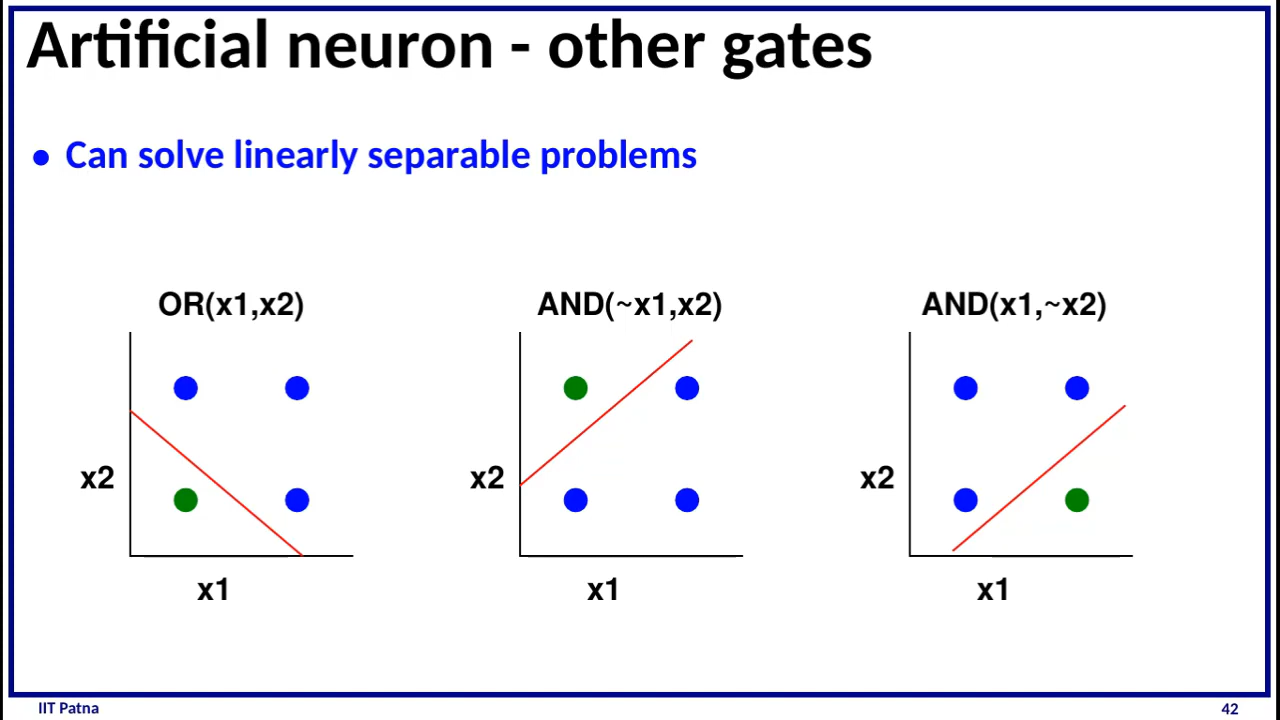 Artificial neuron - other gates
• Can solve linearly separable problems
OR(x1,x2)
AND(~x1,x2)
AND(x1,~x2)
x2
x2
x2
x1
x1
x1
IIT Patna
42